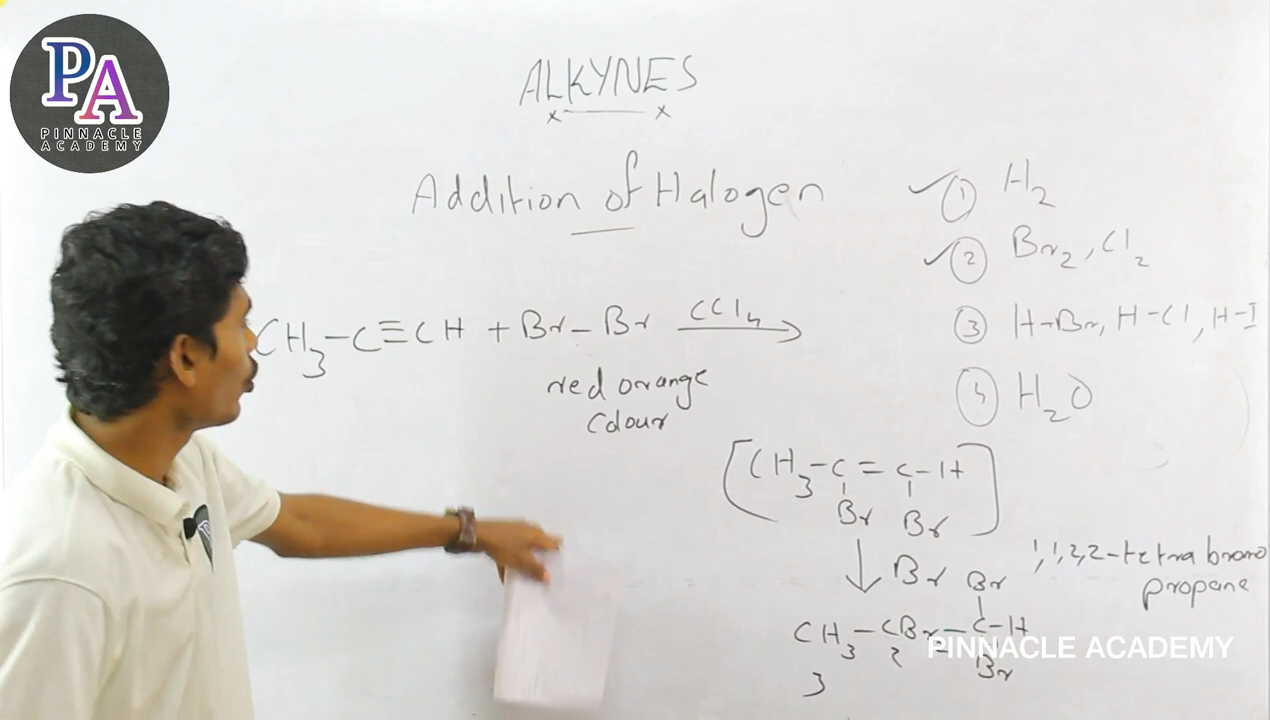 PA
PINNACLE
ACADEMY
ALKYNES
Addition of Halogen
① H₂
② Br₂, Cl₂
③ H-Br, H-Cl, H-I
④ H₂O
CH₃-C≡CH + Br-Br CCl₄ →
red orange
colour
[CH₃-C=C-H]
Br Br
↓ Br
1,1,2,2-tetra bromo
propane
Br
CH₃-CBr₂-C-H
3 2 Br
PINNACLE ACADEMY